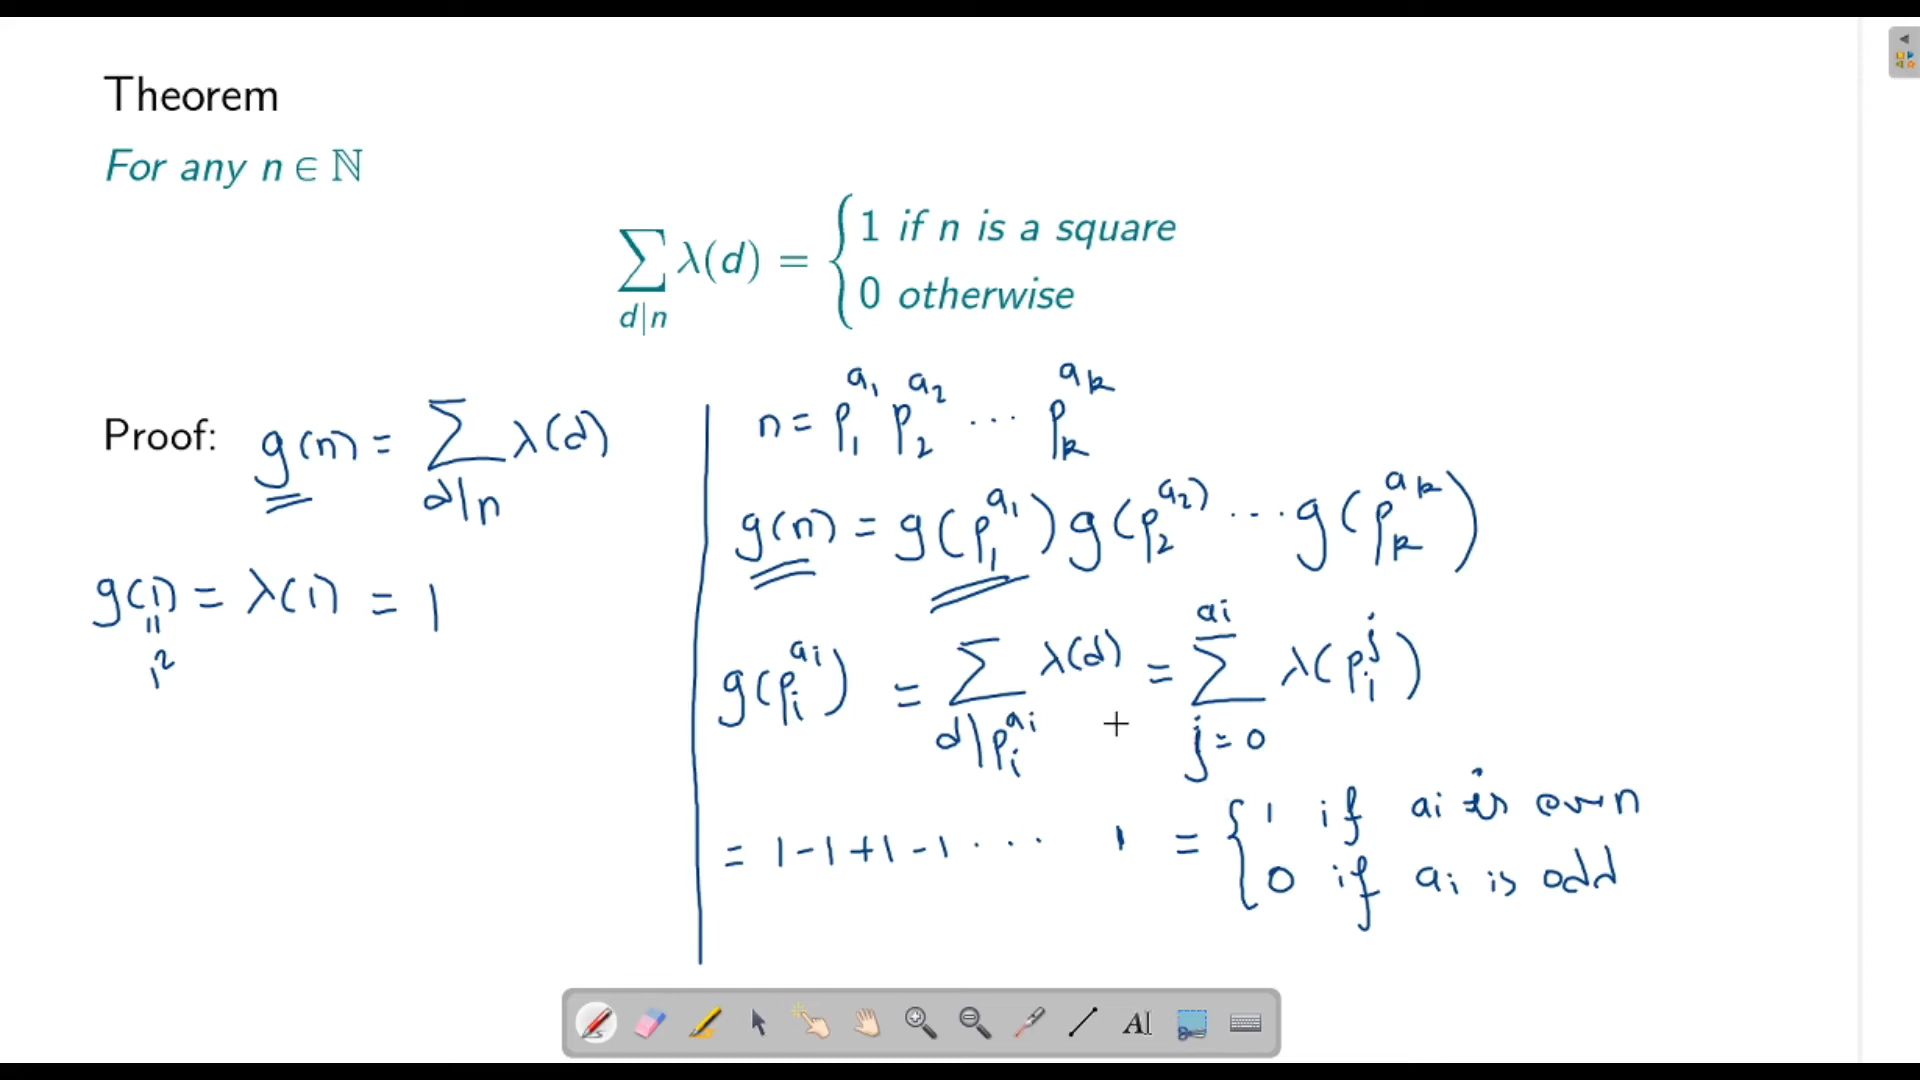 Theorem
For any n ∈ ℕ
∑_{d|n} λ(d) = { 1 if n is a square
0 otherwise
Proof: g(n) = ∑_{d|n} λ(d)
g(1) = λ(1) = 1
॥
1²
n = p₁^{a₁} p₂^{a₂} ⋯ p_k^{a_k}
g(n) = g(p₁^{a₁}) g(p₂^{a₂}) ⋯ g(p_k^{a_k})
g(p_i^{a_i}) = ∑_{d|p_i^{a_i}} λ(d) = ∑_{j=0}^{a_i} λ(p_i^j)
= 1 - 1 + 1 - 1 ⋯ 1 = { 1 if a_i is even
0 if a_i is odd
AI